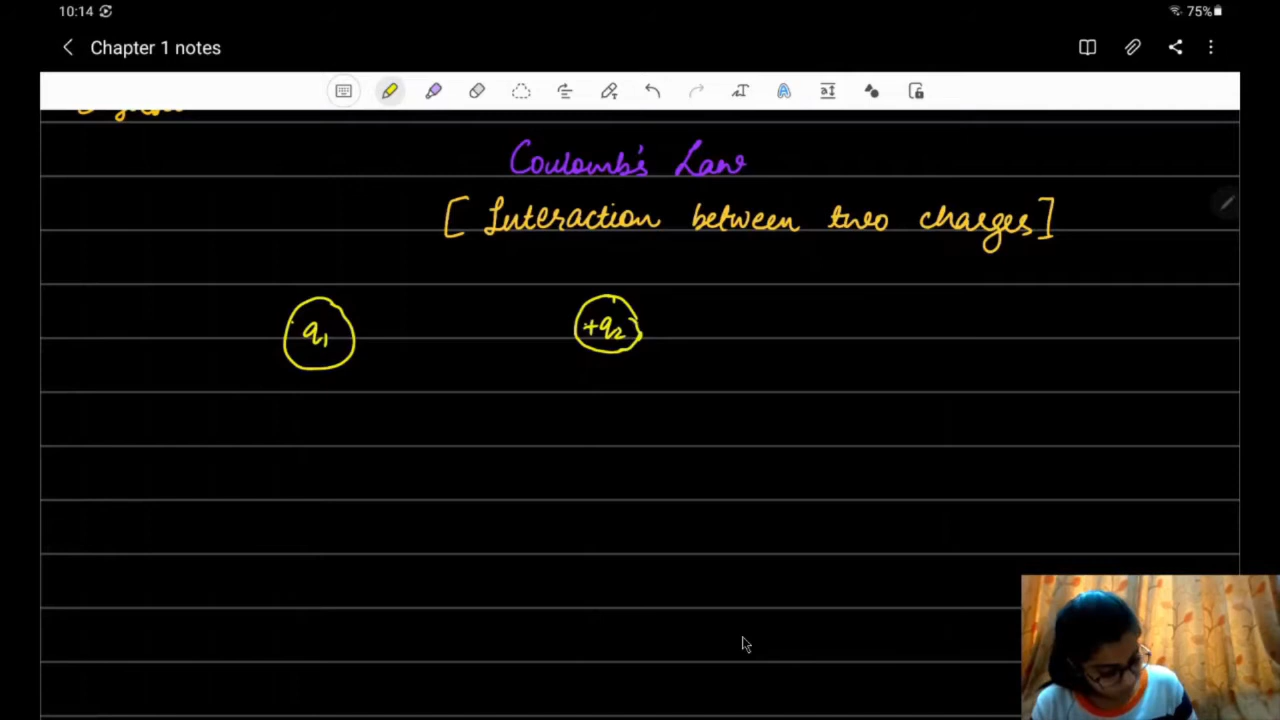 10:14
75%
Chapter 1 notes
Coulomb's Law
[Interaction between two charges]
q1
+q2